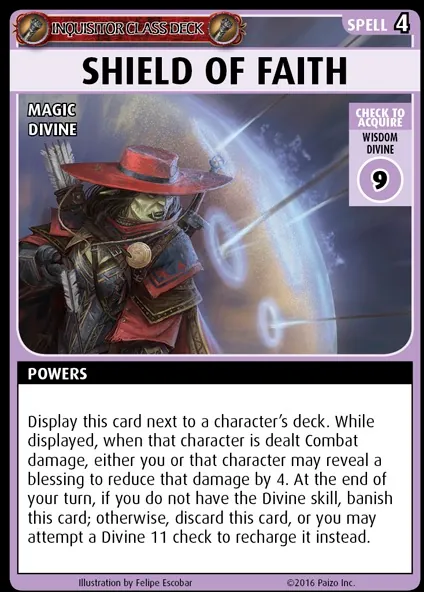 INQUISITOR CLASS DECK
SPELL 4
SHIELD OF FAITH
MAGIC
DIVINE
CHECK TO
ACQUIRE
WISDOM
DIVINE
9
POWERS
Display this card next to a character's deck. While
displayed, when that character is dealt Combat
damage, either you or that character may reveal a
blessing to reduce that damage by 4. At the end of
your turn, if you do not have the Divine skill, banish
this card; otherwise, discard this card, or you may
attempt a Divine 11 check to recharge it instead.
Illustration by Felipe Escobar ©2016 Paizo Inc.